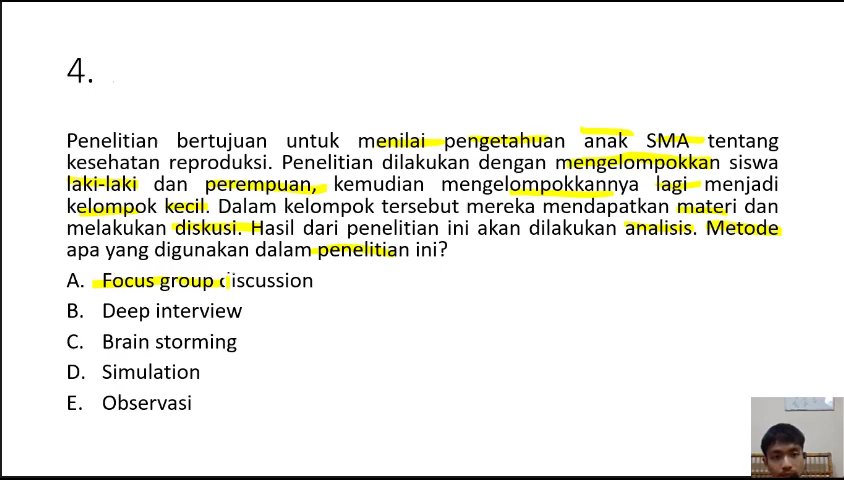 4.
Penelitian bertujuan untuk menilai pengetahuan anak SMA tentang
kesehatan reproduksi. Penelitian dilakukan dengan mengelompokkan siswa
laki-laki dan perempuan, kemudian mengelompokkannya lagi menjadi
kelompok kecil. Dalam kelompok tersebut mereka mendapatkan materi dan
melakukan diskusi. Hasil dari penelitian ini akan dilakukan analisis. Metode
apa yang digunakan dalam penelitian ini?
A. Focus group discussion
B. Deep interview
C. Brain storming
D. Simulation
E. Observasi